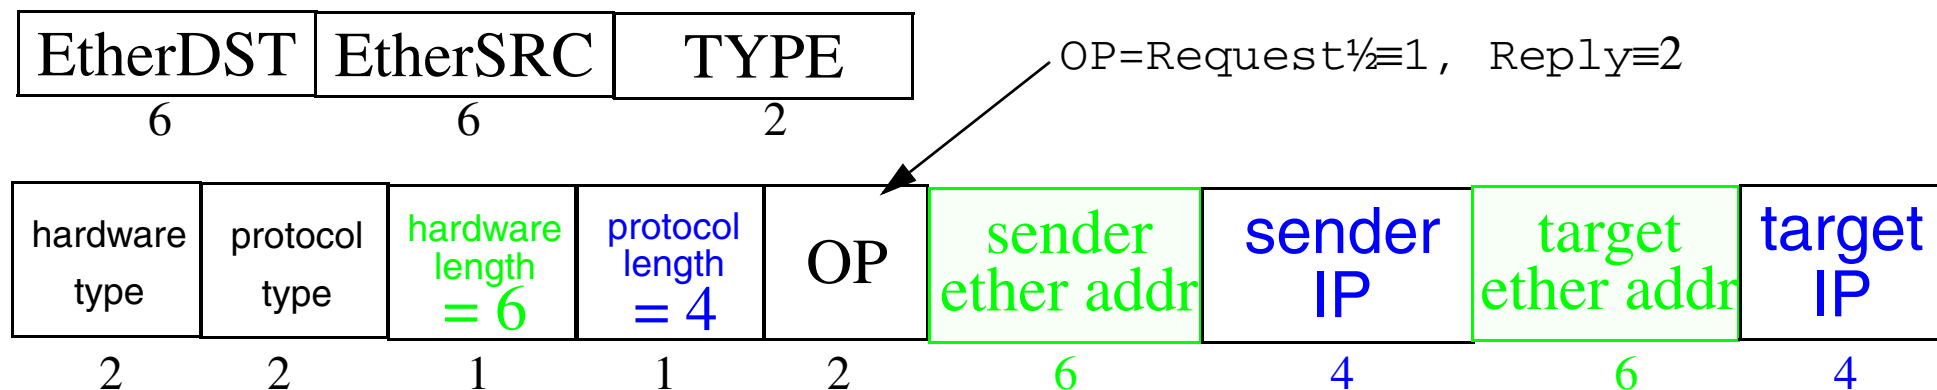 EtherDST EtherSRC TYPE
6 6 2
OP=Request½≡1, Reply≡2
hardware type
protocol type
hardware length = 6
protocol length = 4
OP
sender ether addr
sender IP
target ether addr
target IP
2 2 1 1 2 6 4 6 4